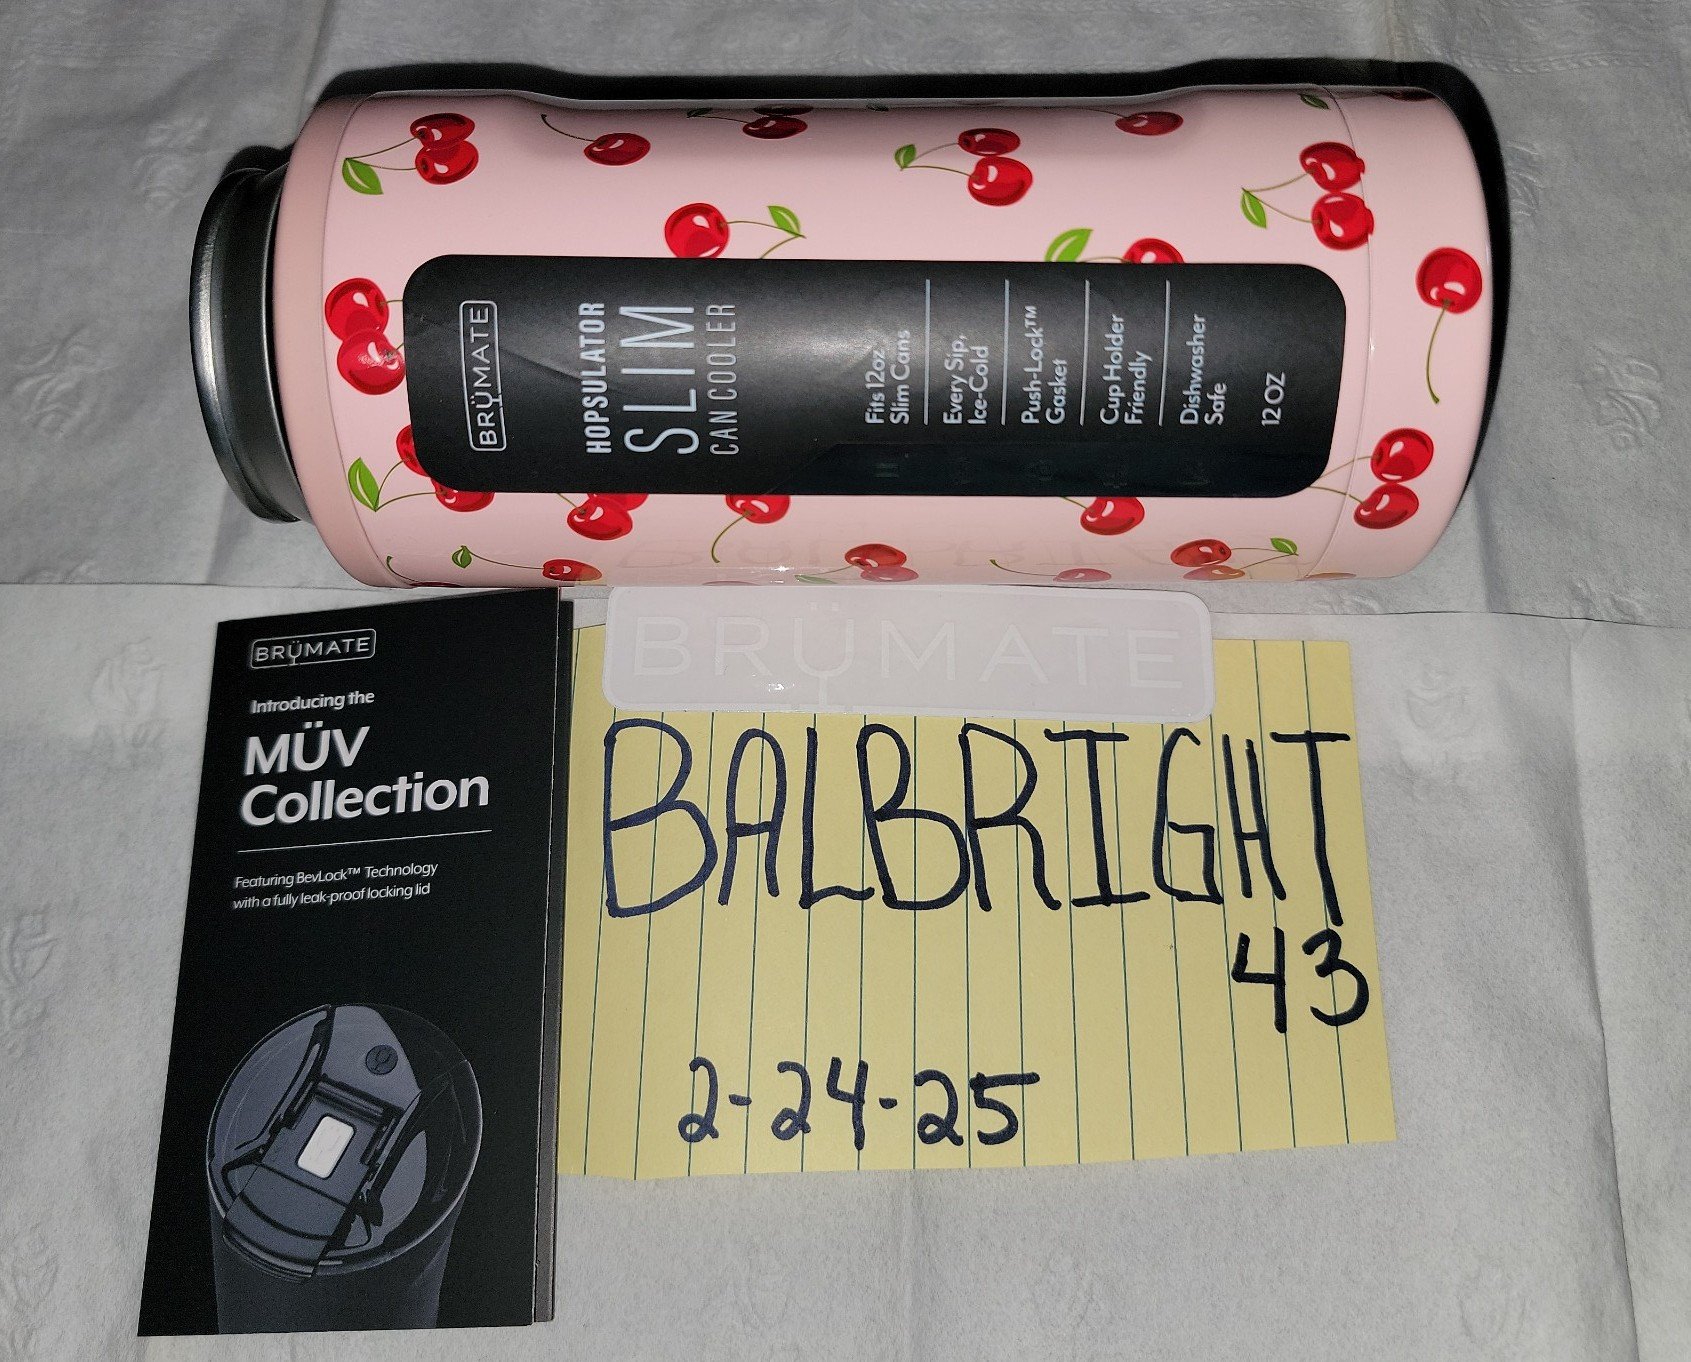 BRÜMATE
HOPSULATOR
SLIM
CAN COOLER
Fits 12oz
Slim Cans
Every Sip,
Ice-Cold
Push-Lock™
Gasket
Cup Holder
Friendly
Dishwasher
Safe
12 OZ
BRÜMATE
Introducing the
MÜV
Collection
Featuring BevLock™ Technology
with a fully leak-proof locking lid
BRÜMATE
BALBRIGHT
43
2-24-25